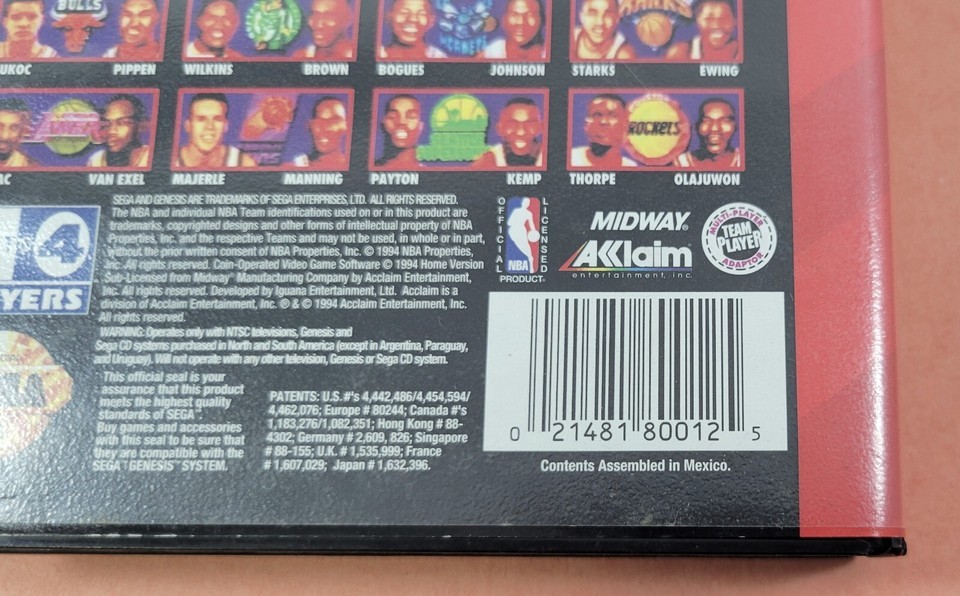 BULLS
UKOC PIPPEN WILKINS BROWN BOGUES JOHNSON STARKS EWING
HORNETS
ROCKETS
AC VAN EXEL MAJERLE MANNING PAYTON KEMP THORPE OLAJUWON
SEGA AND GENESIS ARE TRADEMARKS OF SEGA ENTERPRISES, LTD. ALL RIGHTS RESERVED.
The NBA and individual NBA Team identifications used on or in this product are
trademarks, copyrighted designs and other forms of intellectual property of NBA
Properties, Inc. and the respective Teams and may not be used, in whole or in part,
without the prior written consent of NBA Properties, Inc. © 1994 NBA Properties,
Inc. All rights reserved. Coin-Operated Video Game Software © 1994 Home Version
Sub-Licensed from Midway® Manufacturing Company by Acclaim Entertainment,
Inc. All rights reserved. Developed by Iguana Entertainment, Ltd. Acclaim is a
division of Acclaim Entertainment, Inc. ® & © 1994 Acclaim Entertainment, Inc.
All rights reserved.
WARNING: Operates only with NTSC televisions, Genesis and
Sega CD systems purchased in North and South America (except in Argentina, Paraguay,
and Uruguay). Will not operate with any other television, Genesis or Sega CD system.
4
YERS
This official seal is your
assurance that this product
meets the highest quality
standards of SEGA™.
Buy games and accessories
with this seal to be sure that
they are compatible with the
SEGA™ GENESIS™ SYSTEM.
PATENTS: U.S. #'s 4,442,486/4,454,594/
4,462,076; Europe # 80244; Canada #'s
1,183,276/1,082,351; Hong Kong # 88-
4302; Germany # 2,609, 826; Singapore
# 88-155; U.K. # 1,535,999; France
# 1,607,029; Japan # 1,632,396.
OFFICIAL
LICENSED
NBA
PRODUCT
MIDWAY®
AKKlaim
entertainment, inc.
MULTI-PLAYER
TEAM
PLAYER
ADAPTOR
0 21481 80012 5
Contents Assembled in Mexico.